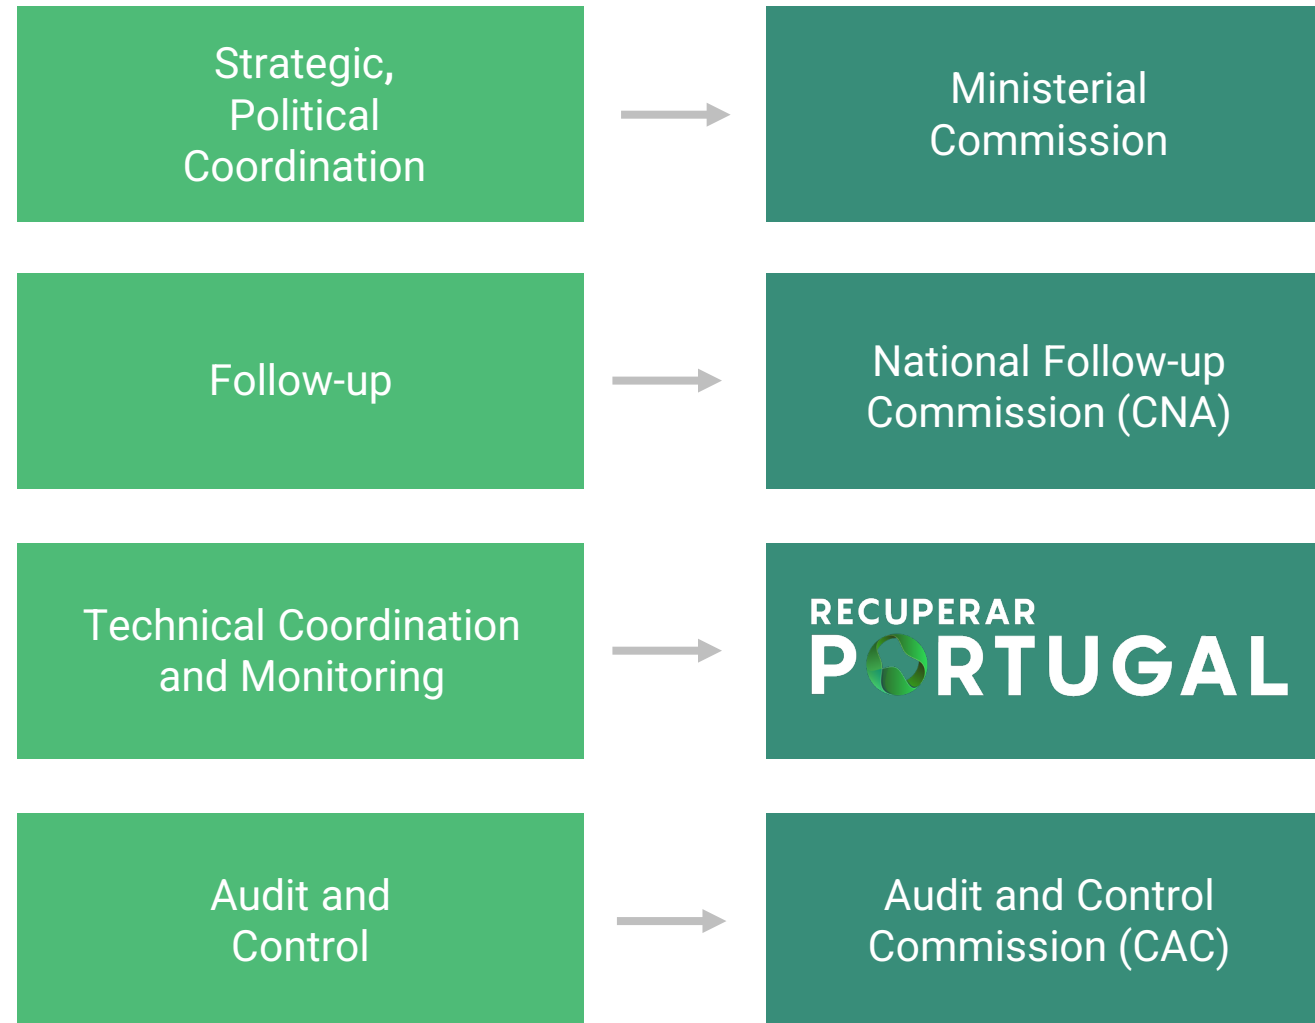 Strategic,
Political
Coordination
Ministerial
Commission
Follow-up
National Follow-up
Commission (CNA)
Technical Coordination
and Monitoring
RECUPERAR
PORTUGAL
Audit and
Control
Audit and Control
Commission (CAC)